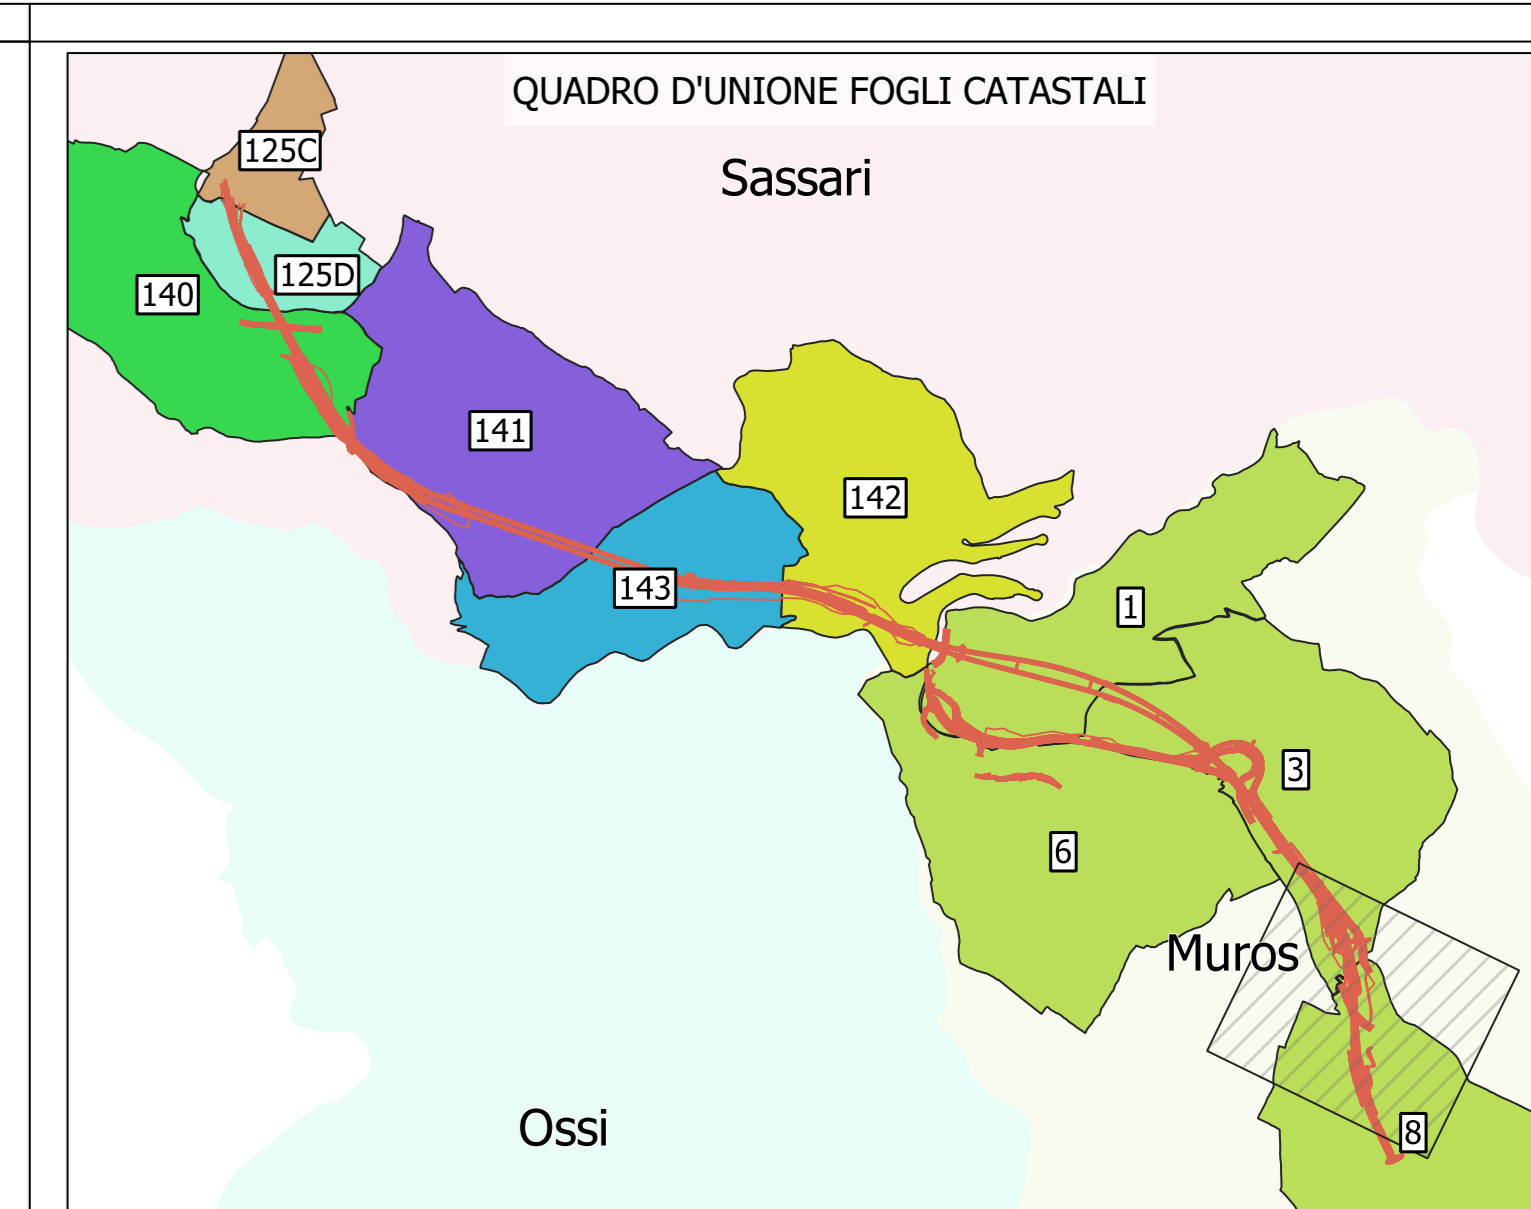 QUADRO D'UNIONE FOGLI CATASTALI
125C
Sassari
125D
140
141
142
143
1
3
6
Muros
Ossi
8